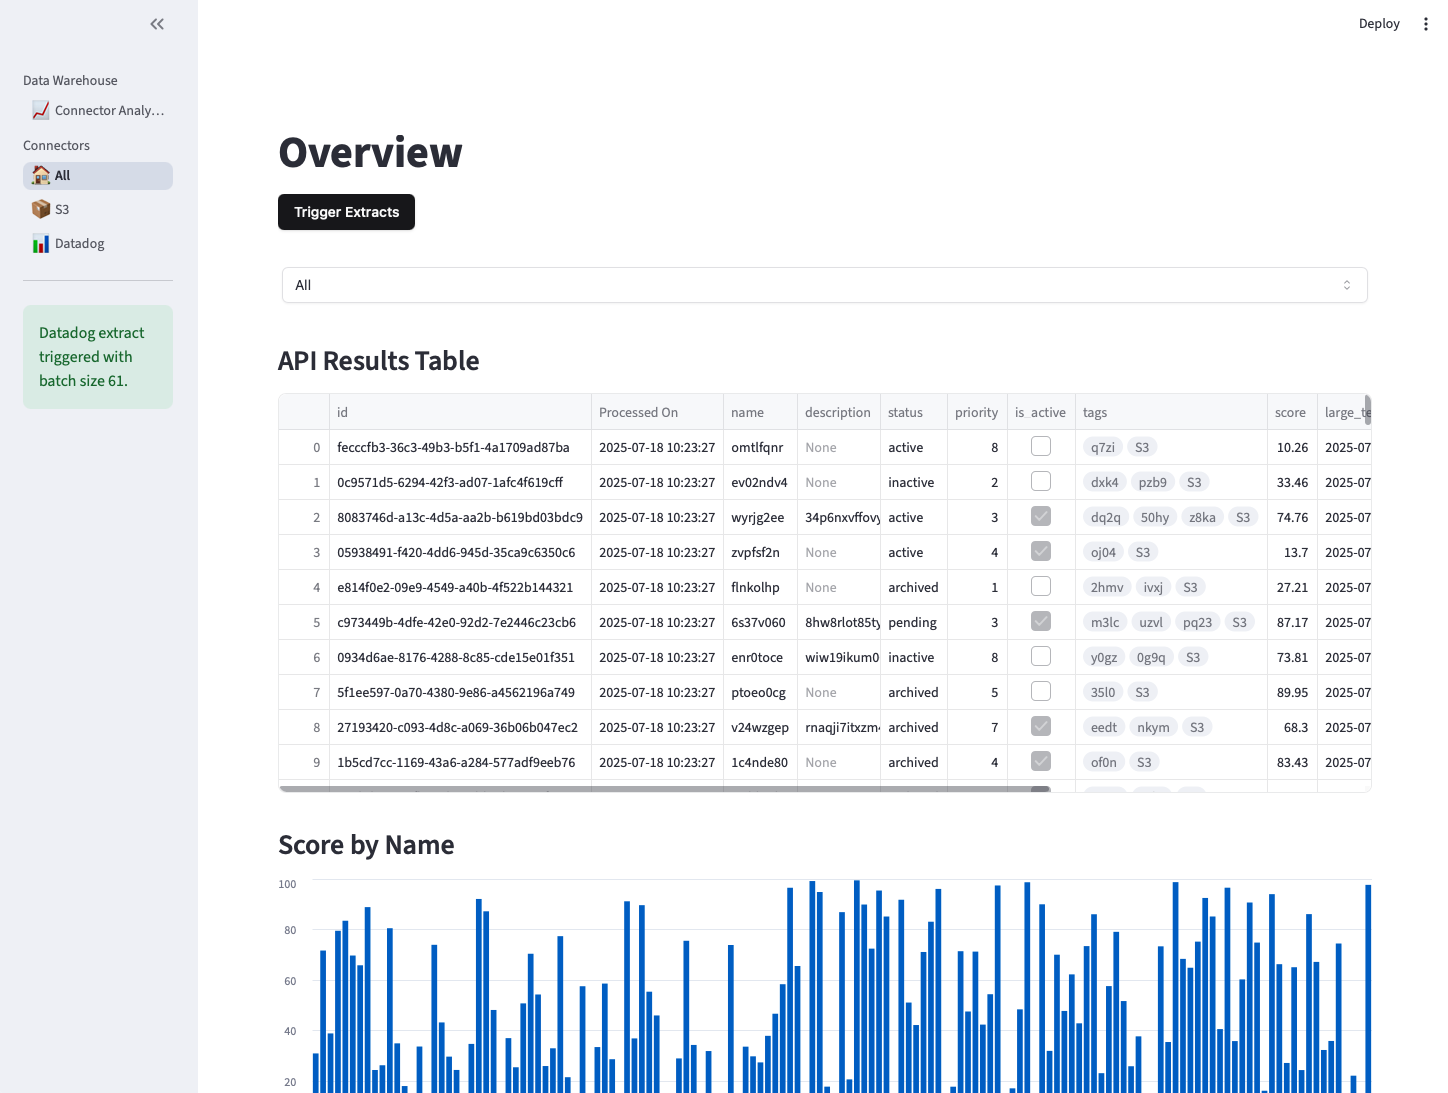 Deploy
Data Warehouse
Connector Analy…
Connectors
All
S3
Datadog
Datadog extract
triggered with
batch size 61.
Overview
Trigger Extracts
All
API Results Table
id Processed On name description status priority is_active tags score large_te
0 fecccfb3-36c3-49b3-b5f1-4a1709ad87ba 2025-07-18 10:23:27 omtlfqnr None active 8 q7zi S3 10.26 2025-07
1 0c9571d5-6294-42f3-ad07-1afc4f619cff 2025-07-18 10:23:27 ev02ndv4 None inactive 2 dxk4 pzb9 S3 33.46 2025-07
2 8083746d-a13c-4d5a-aa2b-b619bd03bdc9 2025-07-18 10:23:27 wyrjg2ee 34p6nxvffovy active 3 dq2q 50hy z8ka S3 74.76 2025-07
3 05938491-f420-4dd6-945d-35ca9c6350c6 2025-07-18 10:23:27 zvpfsf2n None active 4 oj04 S3 13.7 2025-07
4 e814f0e2-09e9-4549-a40b-4f522b144321 2025-07-18 10:23:27 flnkolhp None archived 1 2hmv ivxj S3 27.21 2025-07
5 c973449b-4dfe-42e0-92d2-7e2446c23cb6 2025-07-18 10:23:27 6s37v060 8hw8rlot85ty pending 3 m3lc uzvl pq23 S3 87.17 2025-07
6 0934d6ae-8176-4288-8c85-cde15e01f351 2025-07-18 10:23:27 enr0toce wiw19ikum0 inactive 8 y0gz 0g9q S3 73.81 2025-07
7 5f1ee597-0a70-4380-9e86-a4562196a749 2025-07-18 10:23:27 ptoeo0cg None archived 5 35l0 S3 89.95 2025-07
8 27193420-c093-4d8c-a069-36b06b047ec2 2025-07-18 10:23:27 v24wzgep rnaqji7itxzm archived 7 eedt nkym S3 68.3 2025-07
9 1b5cd7cc-1169-43a6-a284-577adf9eeb76 2025-07-18 10:23:27 1c4nde80 None archived 4 of0n S3 83.43 2025-07
Score by Name
100
80
60
40
20